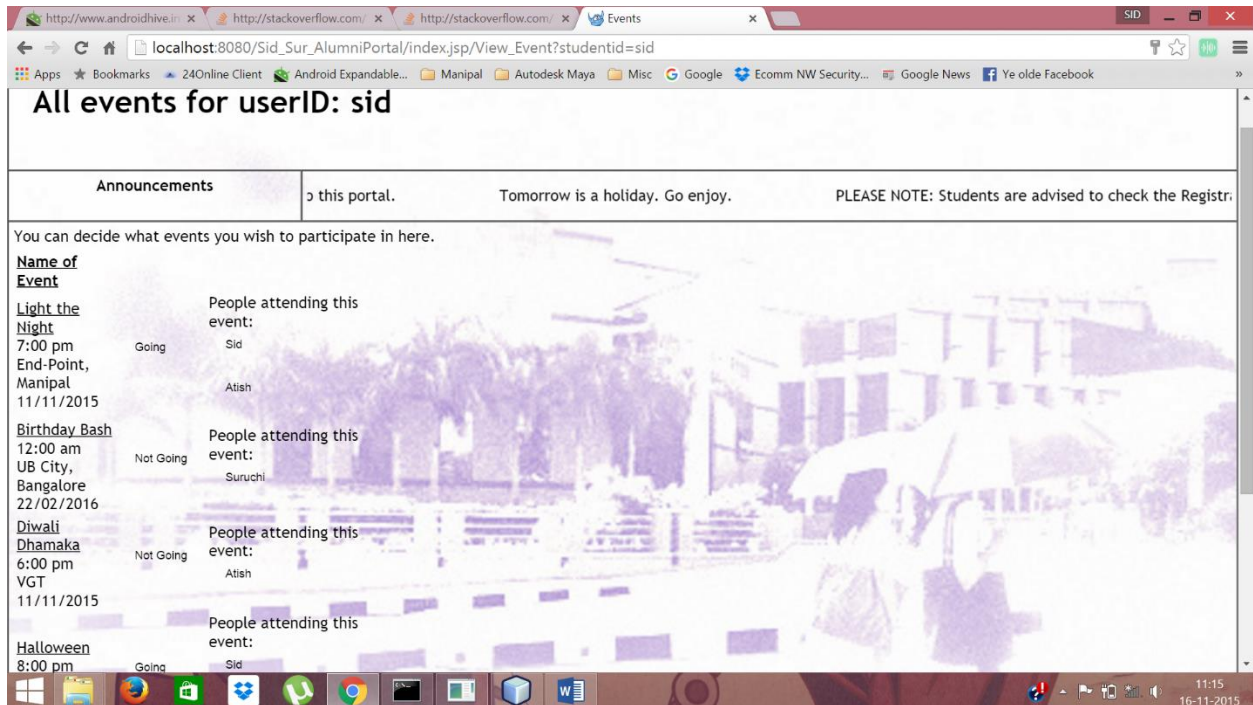 http://www.androidhive.in
http://stackoverflow.com/
http://stackoverflow.com/
Events
SID
localhost:8080/Sid_Sur_AlumniPortal/index.jsp/View_Event?studentid=sid
Apps
Bookmarks
24Online Client
Android Expandable...
Manipal
Autodesk Maya
Misc
Google
Ecomm NW Security...
Google News
Ye olde Facebook
»
All events for userID: sid
Announcements
this portal.
Tomorrow is a holiday. Go enjoy.
PLEASE NOTE: Students are advised to check the Registr
You can decide what events you wish to participate in here.
Name of
Event
Light the
Night
7:00 pm
End-Point,
Manipal
11/11/2015
Going
People attending this
event:
Sid
Atish
Birthday Bash
12:00 am
UB City,
Bangalore
22/02/2016
Not Going
People attending this
event:
Suruchi
Diwali
Dhamaka
6:00 pm
VGT
11/11/2015
Not Going
People attending this
event:
Atish
Halloween
8:00 pm
Going
People attending this
event:
Sid
11:15
16-11-2015